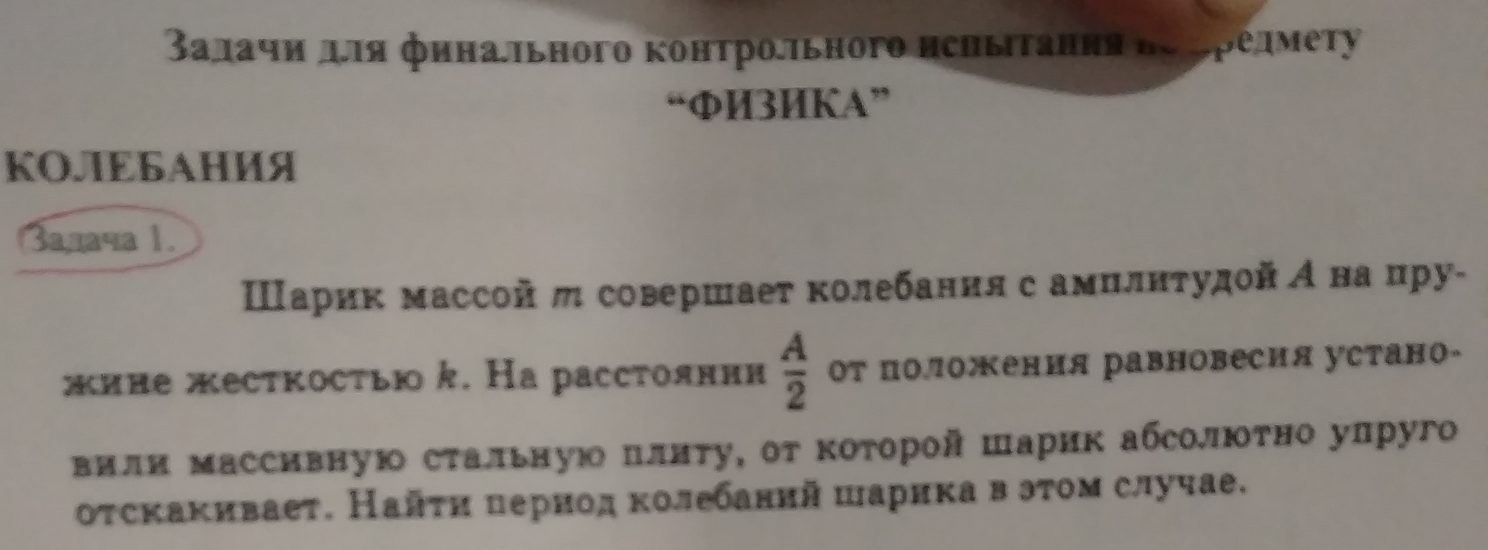 Задачи для финального контрольного испытания по предмету
“ФИЗИКА”
КОЛЕБАНИЯ
Задача 1.
Шарик массой m совершает колебания с амплитудой A на пру-
жине жесткостью k. На расстоянии A/2 от положения равновесия устано-
вили массивную стальную плиту, от которой шарик абсолютно упруго
отскакивает. Найти период колебаний шарика в этом случае.